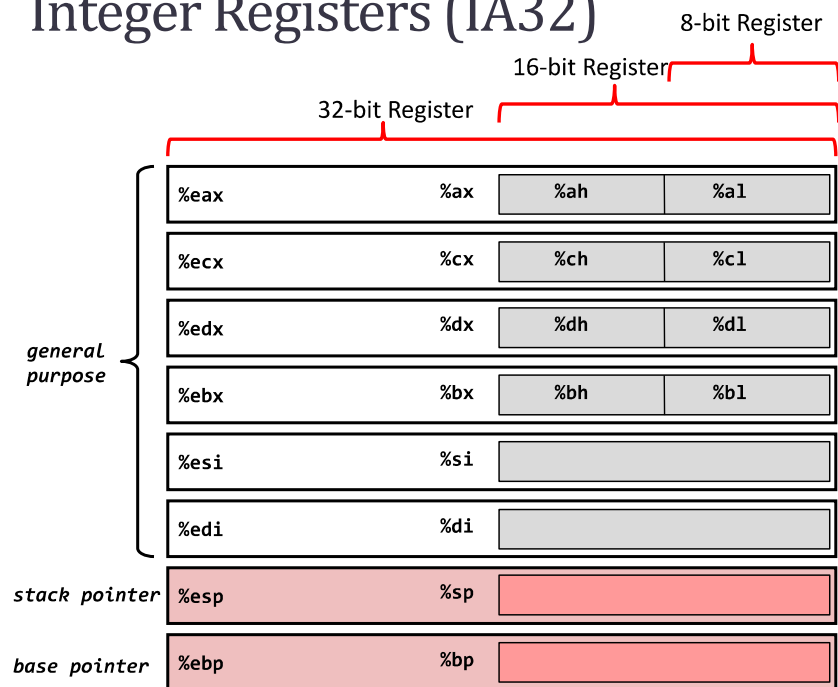 Integer Registers (IA32)
8-bit Register
16-bit Register
32-bit Register
%eax %ax %ah %al
%ecx %cx %ch %cl
%edx %dx %dh %dl
general
purpose
%ebx %bx %bh %bl
%esi %si
%edi %di
stack pointer %esp %sp
base pointer %ebp %bp